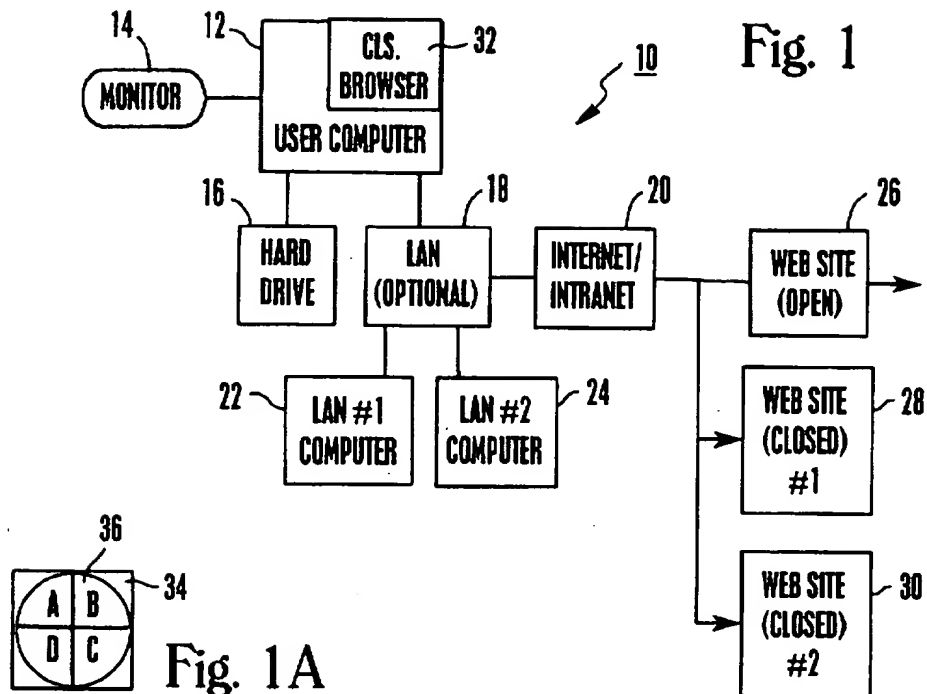 Fig. 1
10
12
CLS.
BROWSER
32
14
MONITOR
USER COMPUTER
16
HARD
DRIVE
18
LAN
(OPTIONAL)
20
INTERNET/
INTRANET
26
WEB SITE
(OPEN)
22
LAN #1
COMPUTER
LAN #2
COMPUTER
24
WEB SITE
(CLOSED)
#1
28
WEB SITE
(CLOSED)
#2
30
36
34
A B
D C
Fig. 1A